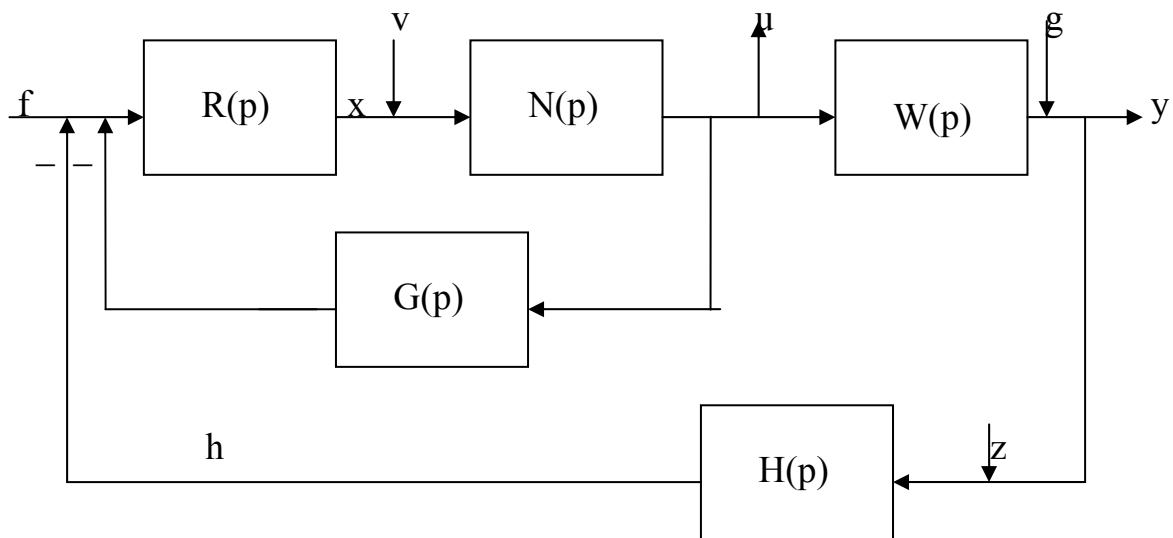 v u g
f R(p) x N(p) W(p) y
– –
G(p)
h z
H(p)